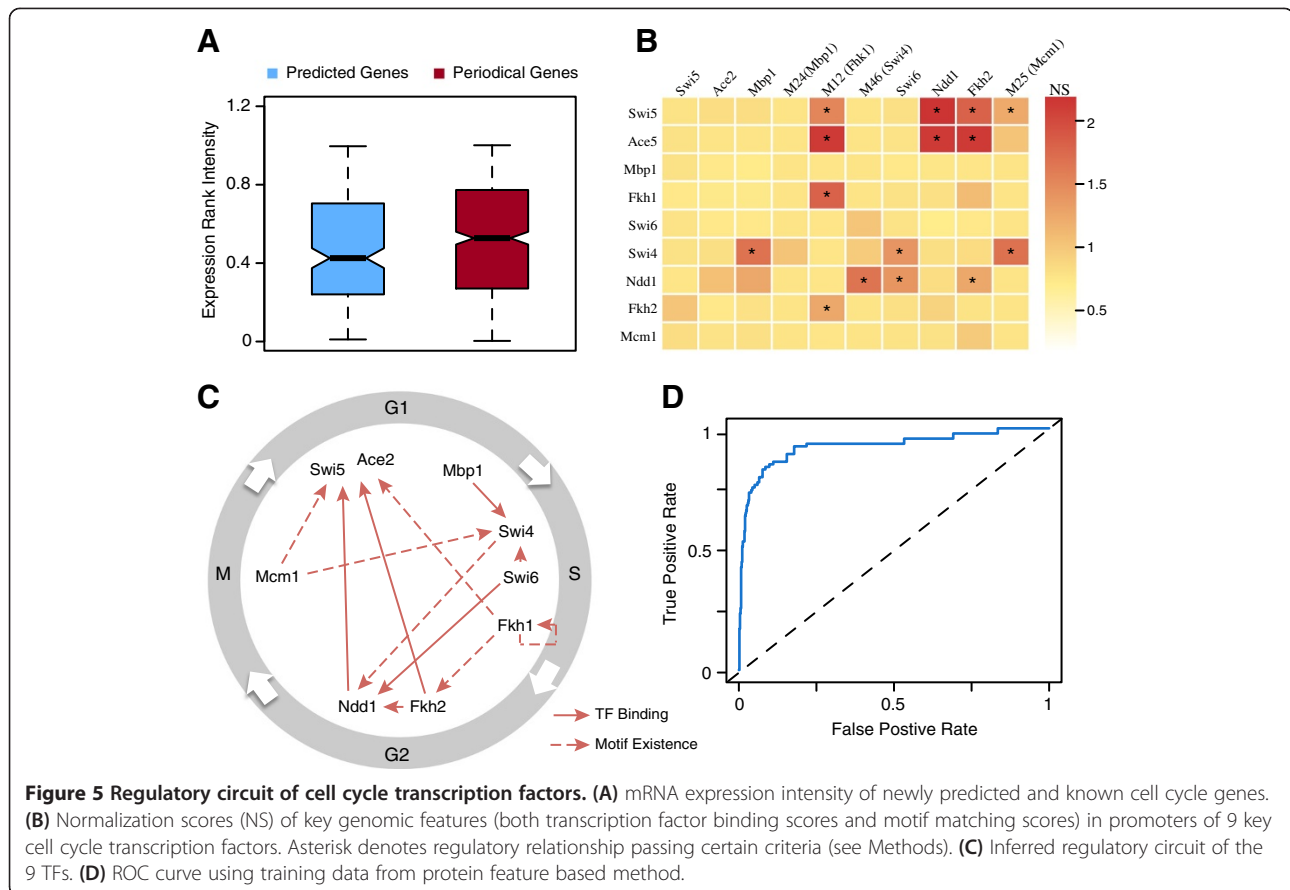 A
Predicted Genes
Periodical Genes
Expression Rank Intensity
1.2
0.8
0.4
0
B
Swi5
Ace2
Mbp1
M24(Mbp1)
M12 (Fhk1)
M46 (Swi4)
Swi6
Ndd1
Fkh2
M25 (Mcm1)
NS
Swi5
* * * *
Ace5
* * *
Mbp1
Fkh1
*
Swi6
Swi4
* * *
Ndd1
* * *
Fkh2
*
Mcm1
2
1.5
1
0.5
C
G1
Swi5
Ace2
Mbp1
Swi4
M
Mcm1
Swi6
S
Fkh1
Ndd1
Fkh2
G2
TF Binding
Motif Existence
D
True Positive Rate
1
0.5
0
0
0.5
1
False Postive Rate
Figure 5 Regulatory circuit of cell cycle transcription factors. (A) mRNA expression intensity of newly predicted and known cell cycle genes.
(B) Normalization scores (NS) of key genomic features (both transcription factor binding scores and motif matching scores) in promoters of 9 key
cell cycle transcription factors. Asterisk denotes regulatory relationship passing certain criteria (see Methods). (C) Inferred regulatory circuit of the
9 TFs. (D) ROC curve using training data from protein feature based method.